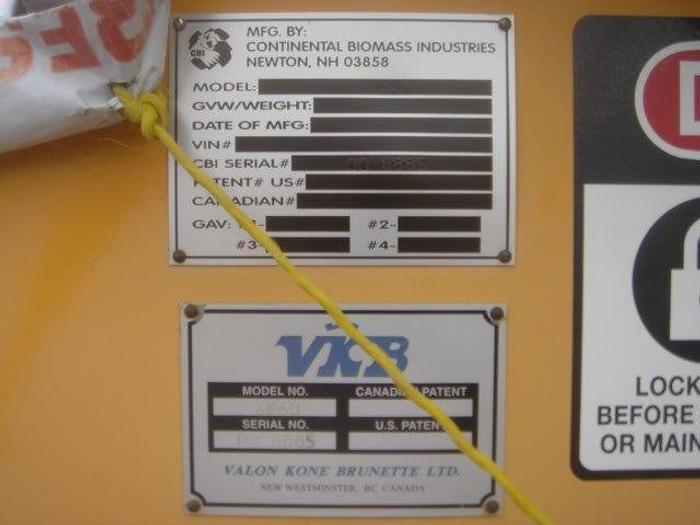 CBI
MFG. BY:
CONTINENTAL BIOMASS INDUSTRIES
NEWTON, NH 03858
MODEL:
GVW/WEIGHT:
DATE OF MFG:
VIN#
CBI SERIAL#
PATENT# US#
CANADIAN#
GAV: #1- #2-
#3- #4-
VKB
MODEL NO. CANADIAN PATENT
SERIAL NO. U.S. PATENT
VALON KONE BRUNETTE LTD.
NEW WESTMINSTER, BC CANADA
D
LOCK
BEFORE
OR MAIN